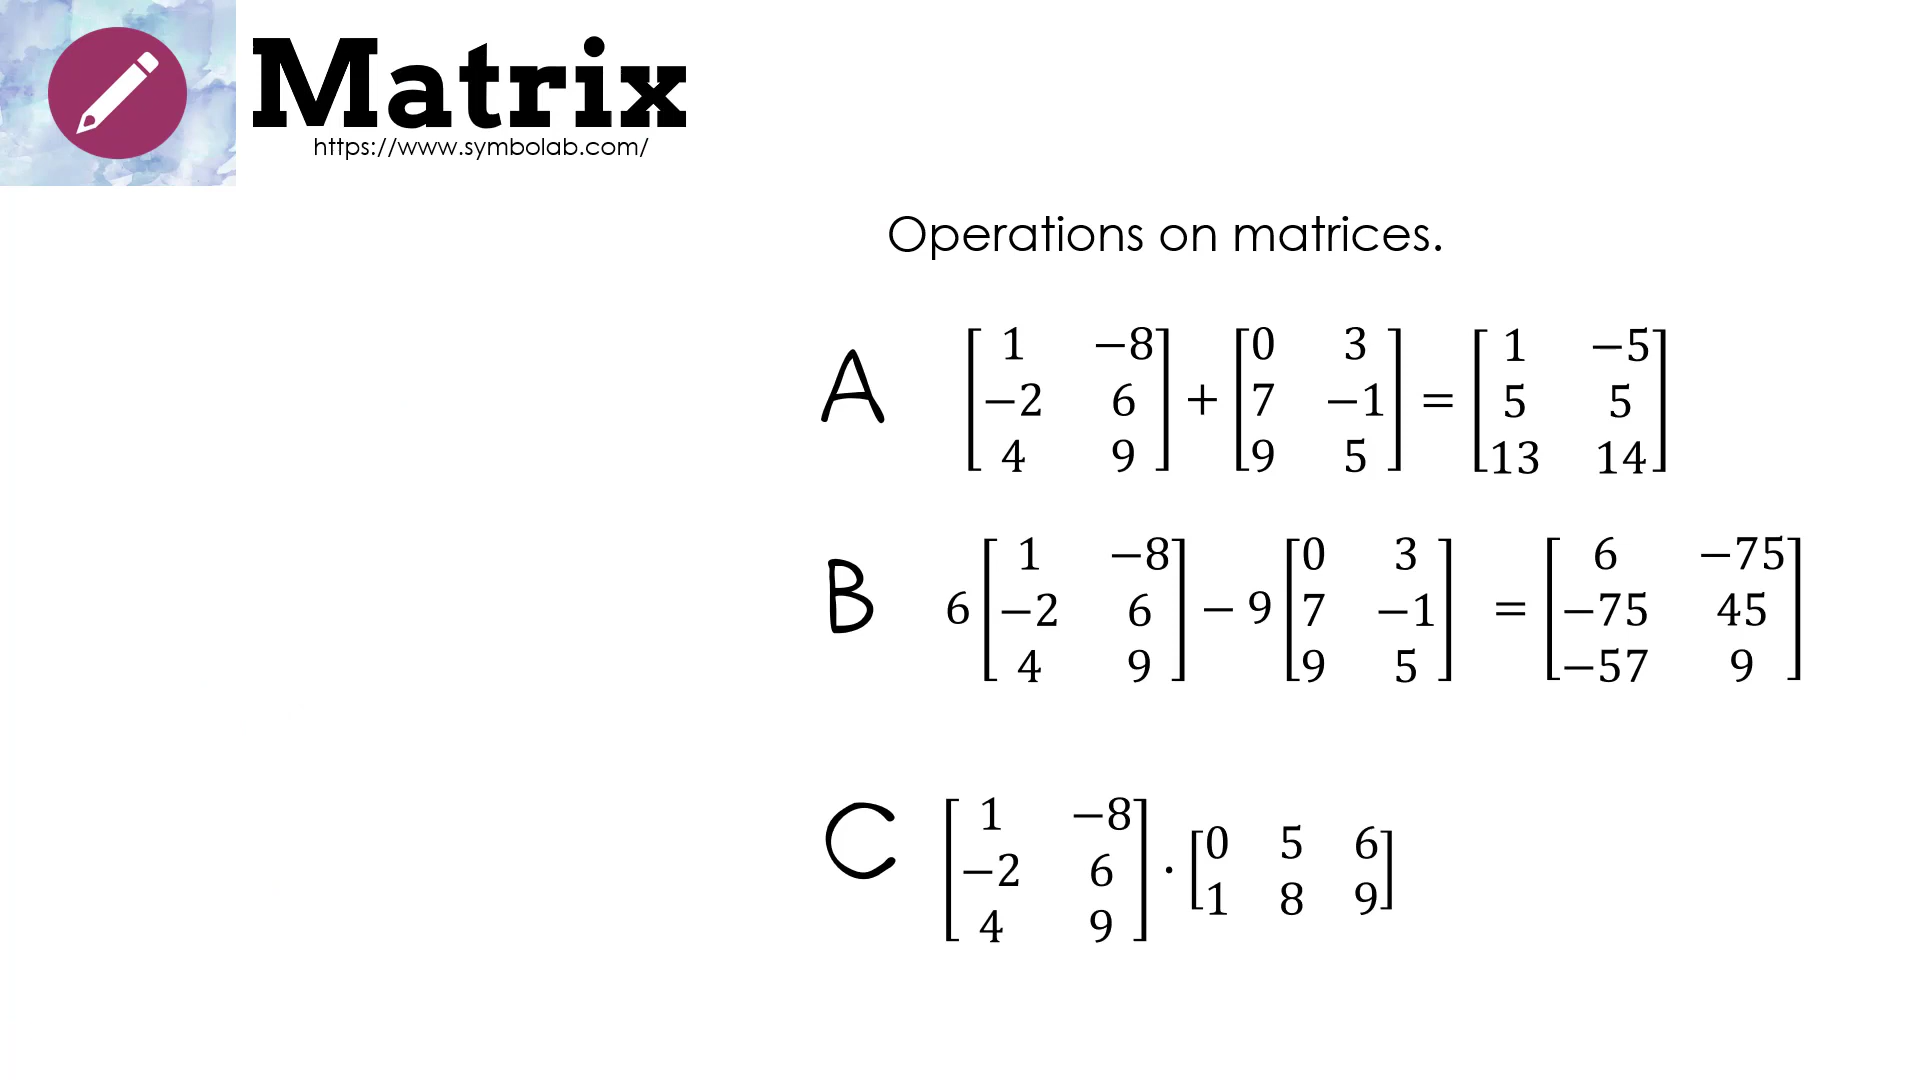 Matrix
https://www.symbolab.com/
Operations on matrices.
A [1 −8; −2 6; 4 9] + [0 3; 7 −1; 9 5] = [1 −5; 5 5; 13 14]
B 6 [1 −8; −2 6; 4 9] − 9 [0 3; 7 −1; 9 5] = [6 −75; −75 45; −57 9]
C [1 −8; −2 6; 4 9] · [0 5 6; 1 8 9]